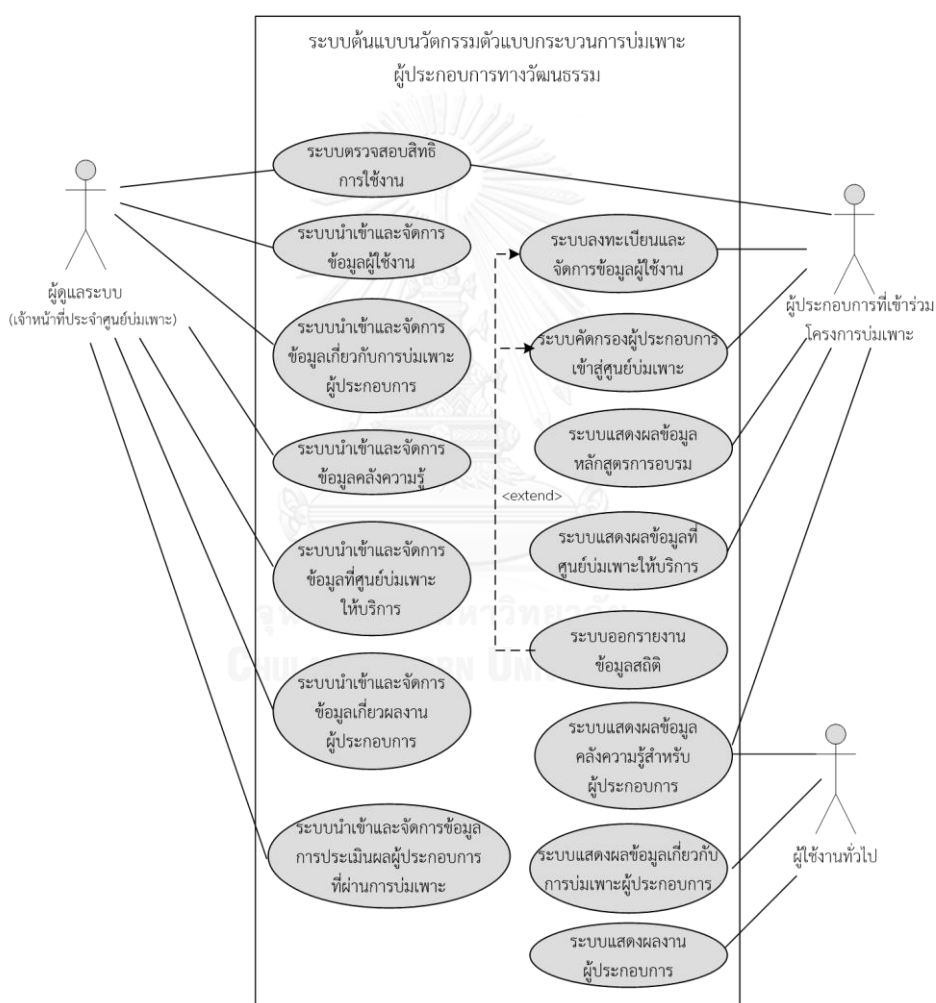 ระบบต้นแบบนวัตกรรมตัวแบบกระบวนการบ่มเพาะ
ผู้ประกอบการทางวัฒนธรรม
ระบบตรวจสอบสิทธิ
การใช้งาน
ระบบนำเข้าและจัดการ
ข้อมูลผู้ใช้งาน
ระบบลงทะเบียนและ
จัดการข้อมูลผู้ใช้งาน
ผู้ดูแลระบบ
(เจ้าหน้าที่ประจำศูนย์บ่มเพาะ)
ผู้ประกอบการที่เข้าร่วม
โครงการบ่มเพาะ
ระบบนำเข้าและจัดการ
ข้อมูลเกี่ยวกับการบ่มเพาะ
ผู้ประกอบการ
ระบบคัดกรองผู้ประกอบการ
เข้าสู่ศูนย์บ่มเพาะ
ระบบนำเข้าและจัดการ
ข้อมูลคลังความรู้
ระบบแสดงผลข้อมูล
หลักสูตรการอบรม
<extend>
ระบบนำเข้าและจัดการ
ข้อมูลที่ศูนย์บ่มเพาะ
ให้บริการ
ระบบแสดงผลข้อมูลที่
ศูนย์บ่มเพาะให้บริการ
ระบบออกรายงาน
ข้อมูลสถิติ
ระบบนำเข้าและจัดการ
ข้อมูลเกี่ยวผลงาน
ผู้ประกอบการ
ระบบแสดงผลข้อมูล
คลังความรู้สำหรับ
ผู้ประกอบการ
ระบบนำเข้าและจัดการข้อมูล
การประเมินผลผู้ประกอบการ
ที่ผ่านการบ่มเพาะ
ระบบแสดงผลข้อมูลเกี่ยวกับ
การบ่มเพาะผู้ประกอบการ
ผู้ใช้งานทั่วไป
ระบบแสดงผลงาน
ผู้ประกอบการ